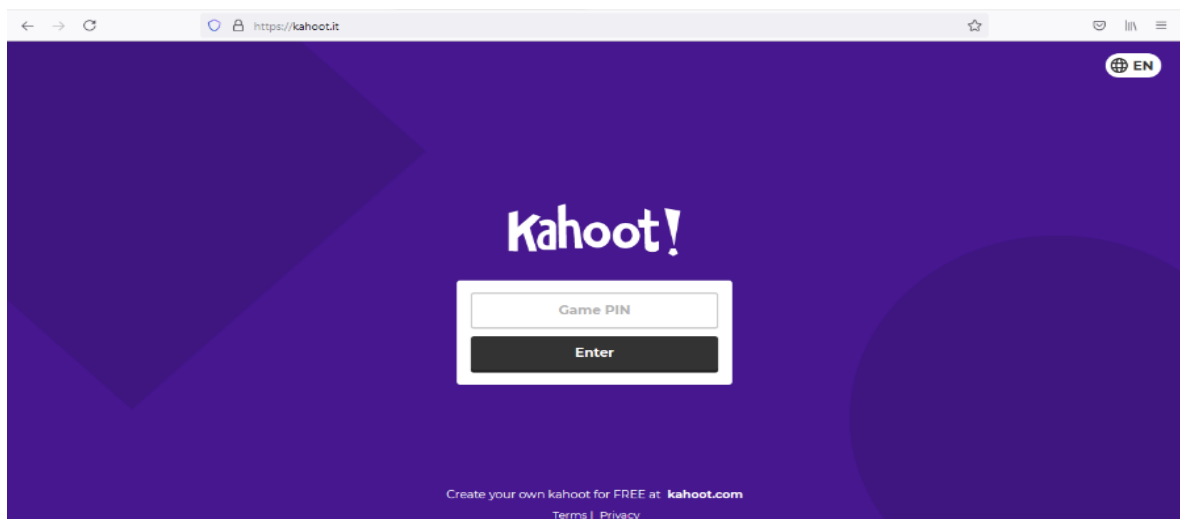 https://kahoot.it
EN
Kahoot!
Game PIN
Enter
Create your own kahoot for FREE at kahoot.com
Terms | Privacy